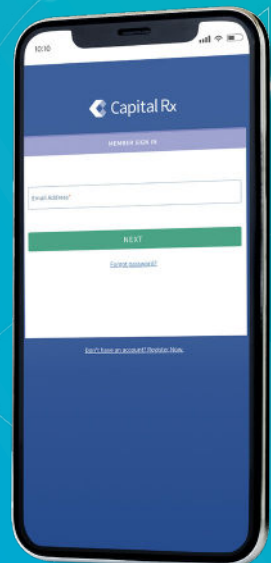 10:10
Capital Rx
MEMBER SIGN IN
Email Address*
NEXT
Forgot password?
Don't have an account? Register Now.